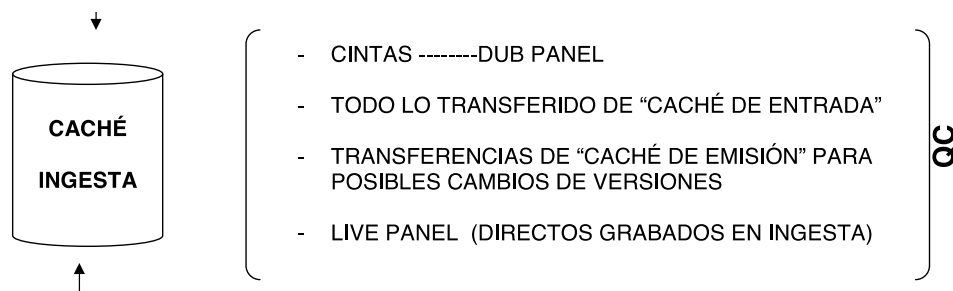 CACHÉ
INGESTA
- CINTAS --------DUB PANEL
- TODO LO TRANSFERIDO DE “CACHÉ DE ENTRADA”
- TRANSFERENCIAS DE “CACHÉ DE EMISIÓN” PARA
POSIBLES CAMBIOS DE VERSIONES
- LIVE PANEL (DIRECTOS GRABADOS EN INGESTA)
QC